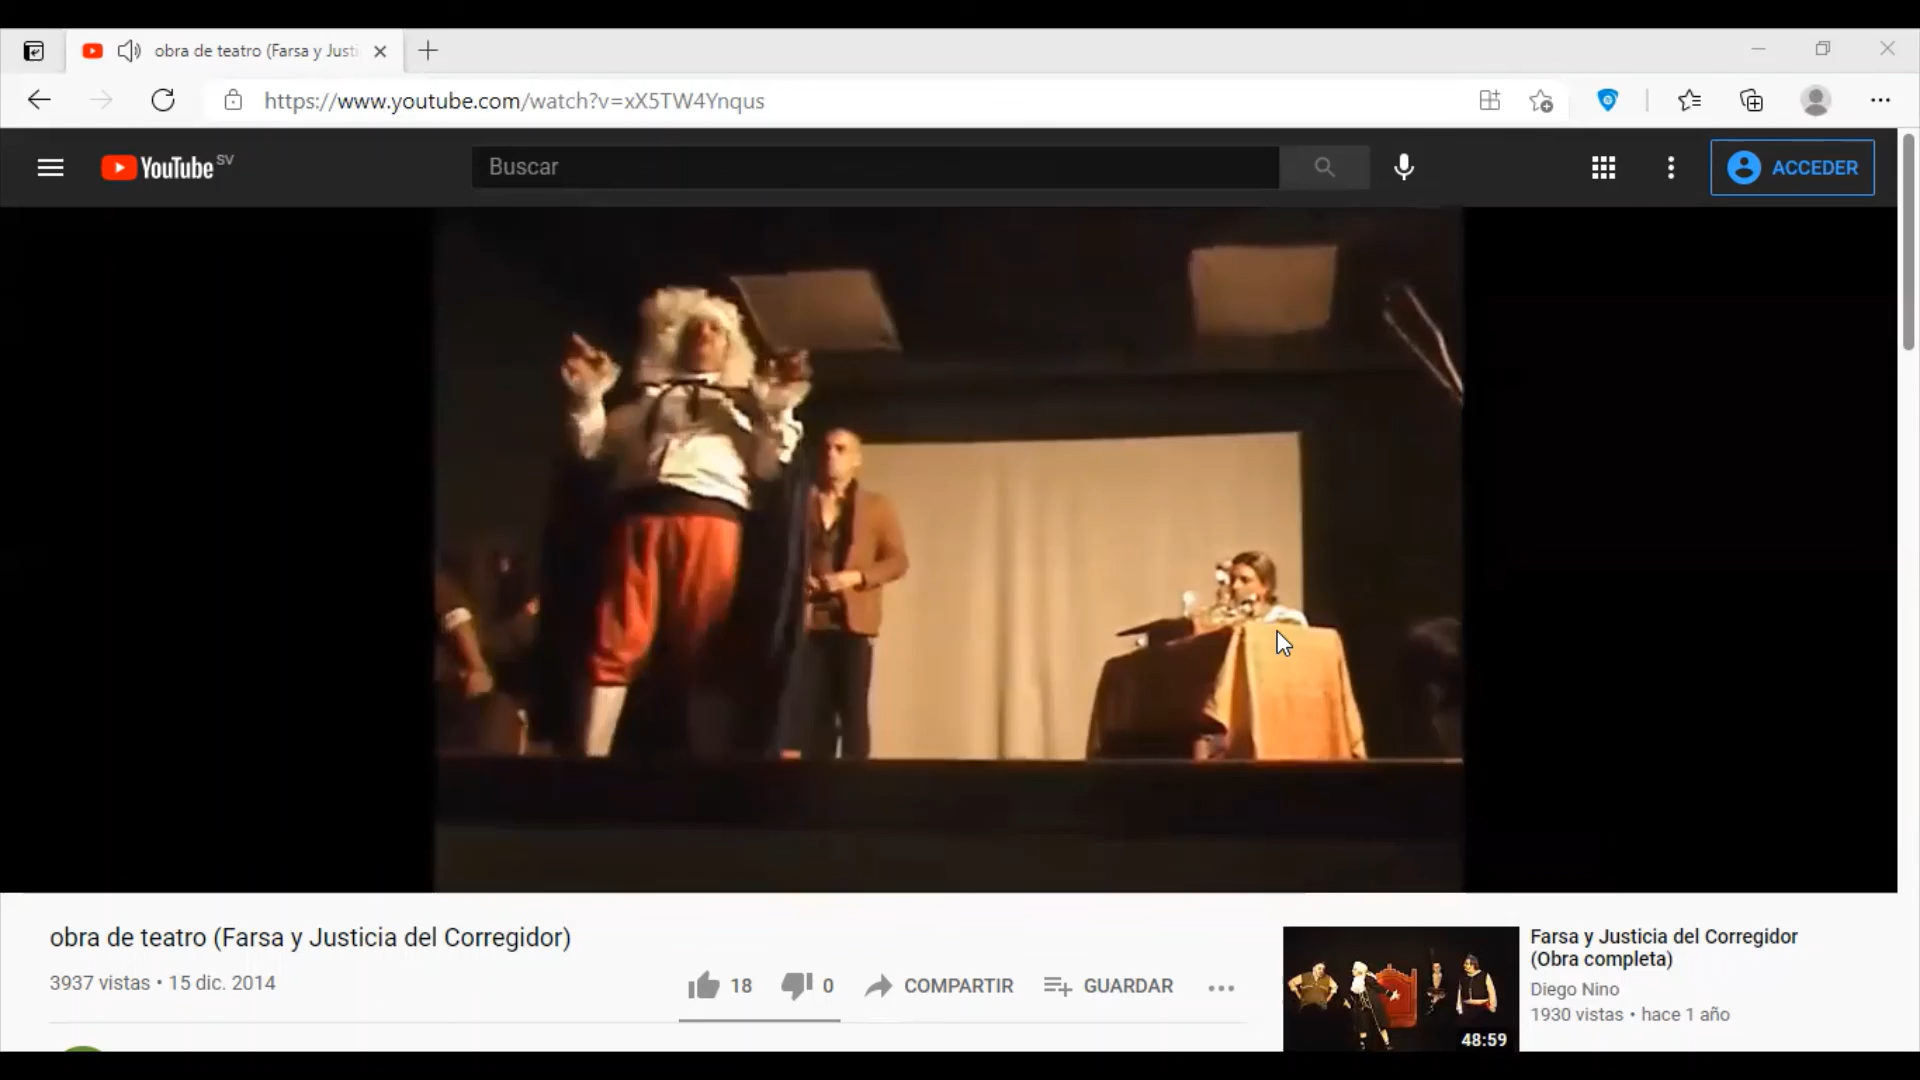 obra de teatro (Farsa y Justi
https://www.youtube.com/watch?v=xX5TW4Ynqus
YouTube SV
Buscar
ACCEDER
obra de teatro (Farsa y Justicia del Corregidor)
3937 vistas • 15 dic. 2014
18
0
COMPARTIR
GUARDAR
Farsa y Justicia del Corregidor
(Obra completa)
Diego Nino
1930 vistas • hace 1 año
48:59